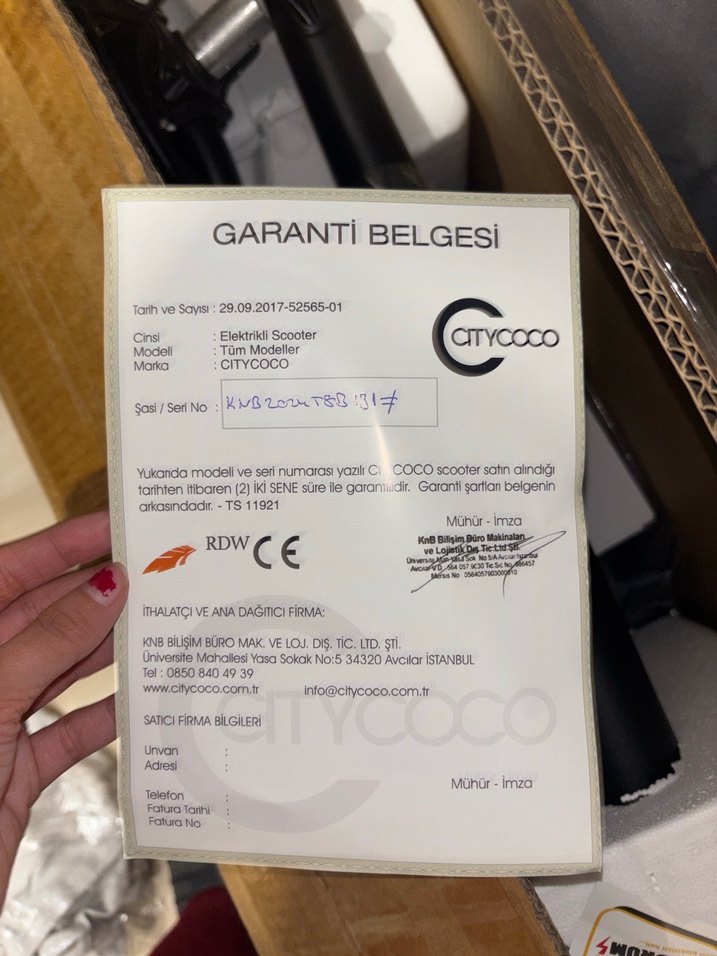 GARANTİ BELGESİ
Tarih ve Sayısı : 29.09.2017-52565-01
Cinsi : Elektrikli Scooter
Modeli : Tüm Modeller
Marka : CITYCOCO
CITYCOCO
Şasi / Seri No :
Yukarıda modeli ve seri numarası yazılı CITYCOCO scooter satın alındığı
tarihten itibaren (2) İKİ SENE süre ile garantilidir. Garanti şartları belgenin
arkasındadır. - TS 11921
Mühür - İmza
RDW CE
KnB Bilişim Büro Makinaları
ve Lojistik Dış Tic.Ltd.Şti.
İTHALATÇI VE ANA DAĞITICI FİRMA:
KNB BİLİŞİM BÜRO MAK. VE LOJ. DIŞ. TİC. LTD. ŞTİ.
Üniversite Mahallesi Yasa Sokak No:5 34320 Avcılar İSTANBUL
Tel : 0850 840 49 39
www.citycoco.com.tr info@citycoco.com.tr
CITYCOCO
SATICI FİRMA BİLGİLERİ
Unvan :
Adresi :
Mühür - İmza
Telefon :
Fatura Tarihi :
Fatura No :